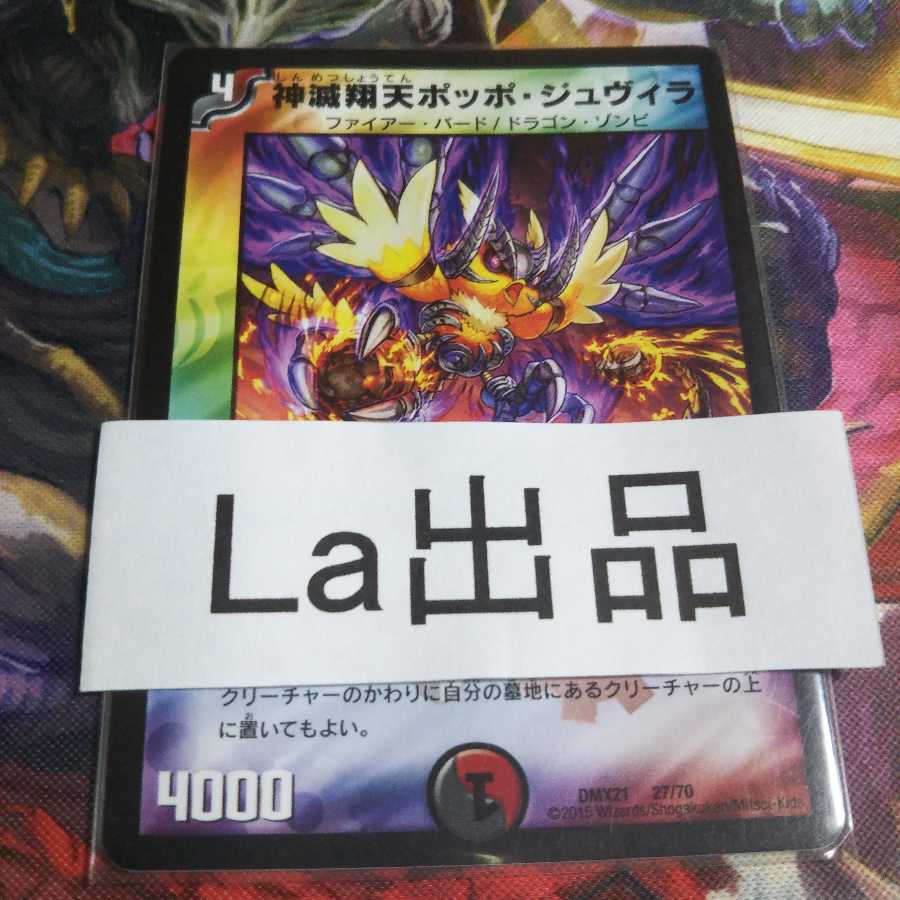 4
しんめつしょうてん
神滅翔天ポッポ・ジュヴィラ
ファイアー・バード/ドラゴン・ゾンビ
La出品
クリーチャーのかわりに自分の墓地にあるクリーチャーの上
に置いてもよい。
4000
DMX21 27/70
©2015 Wizards/Shogakukan/Mitsui-Kids